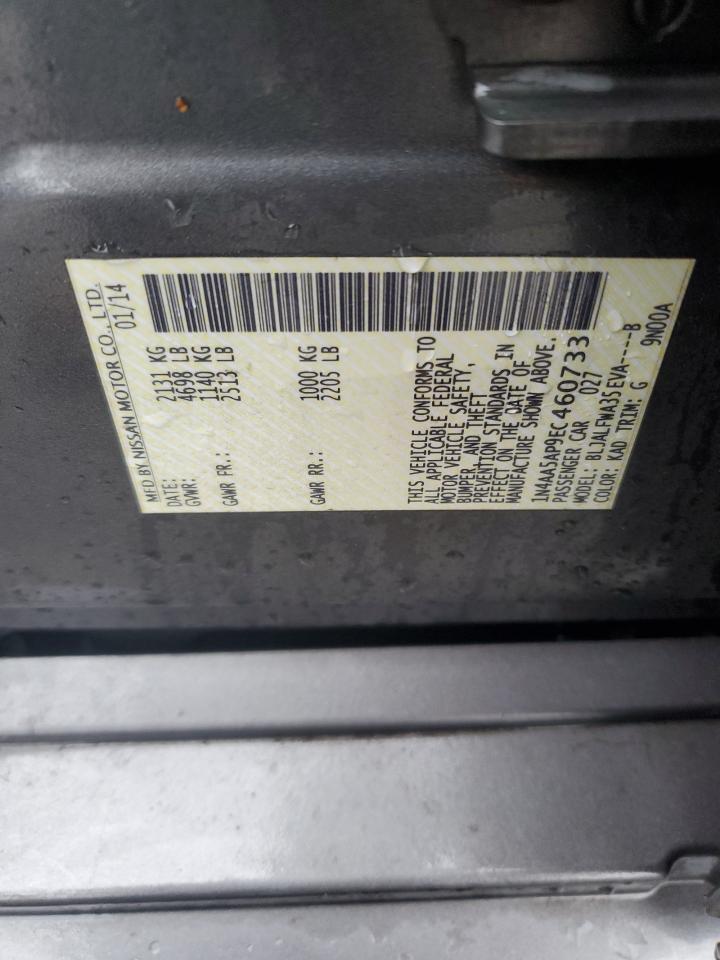 MFD BY NISSAN MOTOR CO., LTD.
DATE: 01/14
GVWR: 2131 KG
4698 LB
GAWR FR.: 1140 KG
2513 LB
GAWR RR.: 1000 KG
2205 LB
THIS VEHICLE CONFORMS TO
ALL APPLICABLE FEDERAL
MOTOR VEHICLE SAFETY,
BUMPER, AND THEFT
PREVENTION STANDARDS IN
EFFECT ON THE DATE OF
MANUFACTURE SHOWN ABOVE.
1N4AA5AP9EC460733
PASSENGER CAR 027
MODEL: BLJALFWA35EVA----B
COLOR: KAD TRIM: G 9N00A